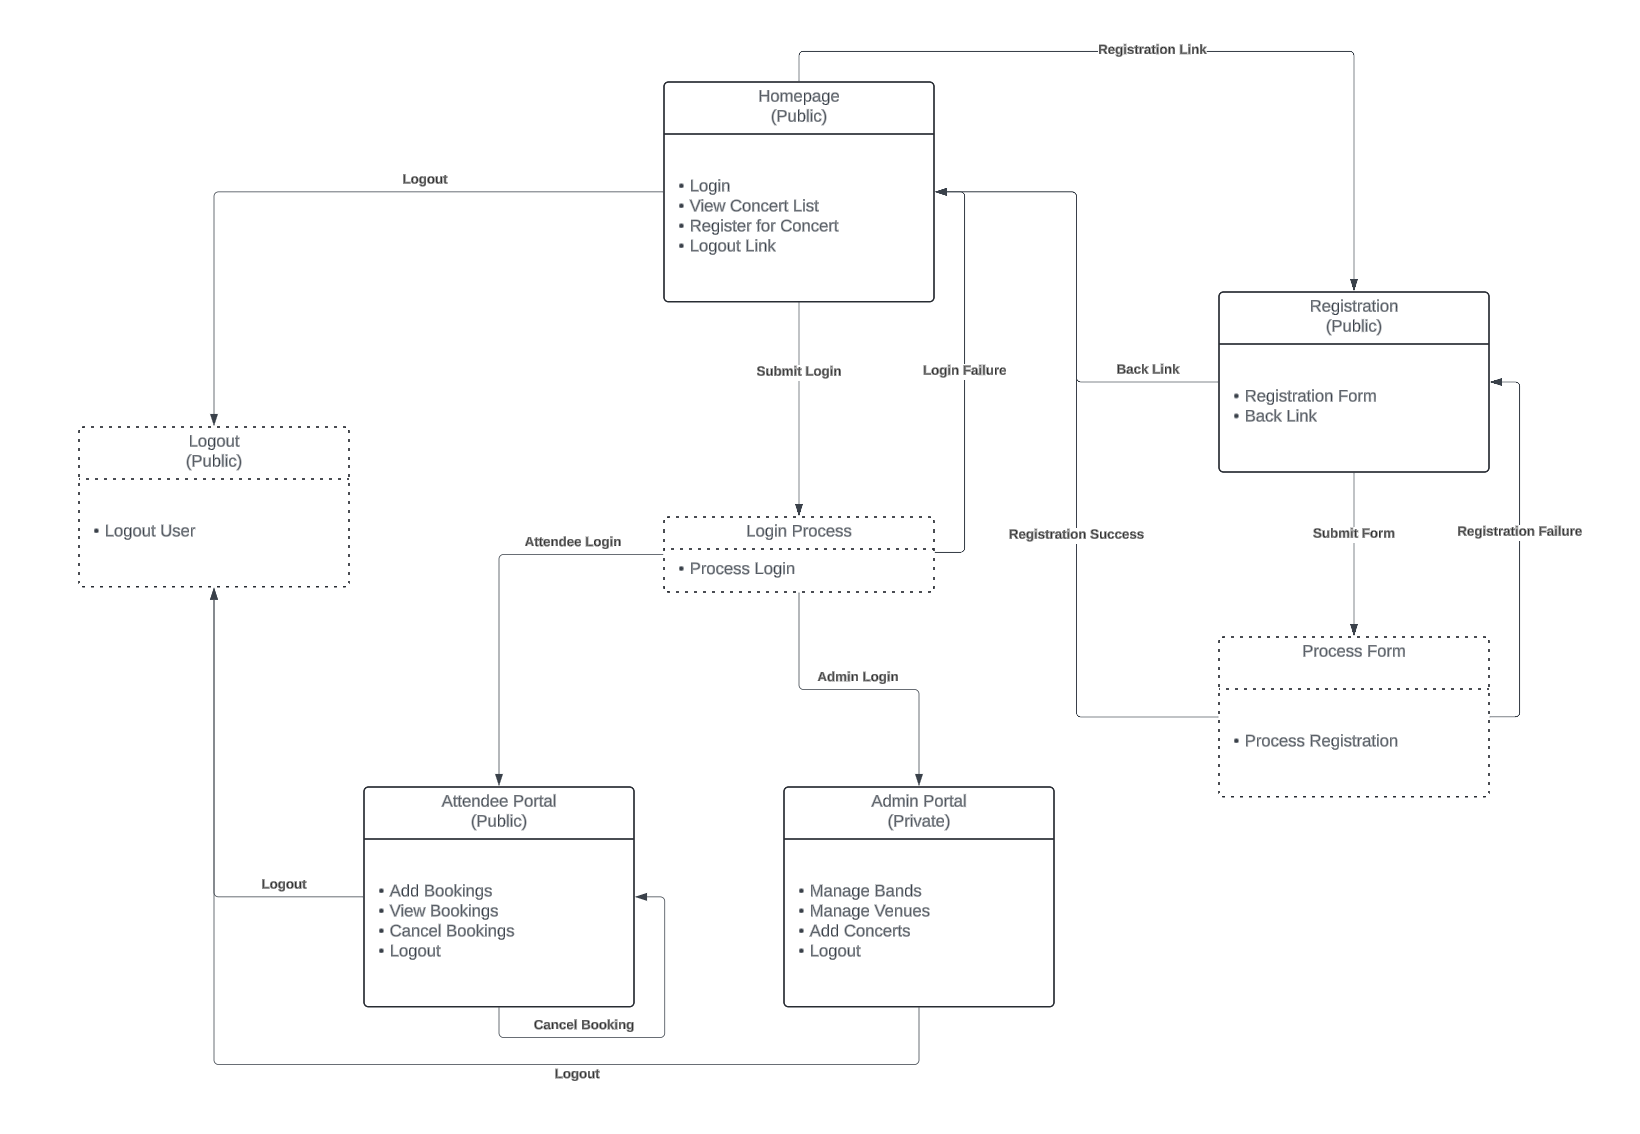 Registration Link
Homepage
(Public)
• Login
• View Concert List
• Register for Concert
• Logout Link
Logout
Submit Login
Login Failure
Back Link
Registration
(Public)
• Registration Form
• Back Link
Logout
(Public)
• Logout User
Login Process
• Process Login
Attendee Login
Registration Success
Submit Form
Registration Failure
Admin Login
Process Form
• Process Registration
Attendee Portal
(Public)
• Add Bookings
• View Bookings
• Cancel Bookings
• Logout
Admin Portal
(Private)
• Manage Bands
• Manage Venues
• Add Concerts
• Logout
Logout
Cancel Booking
Logout